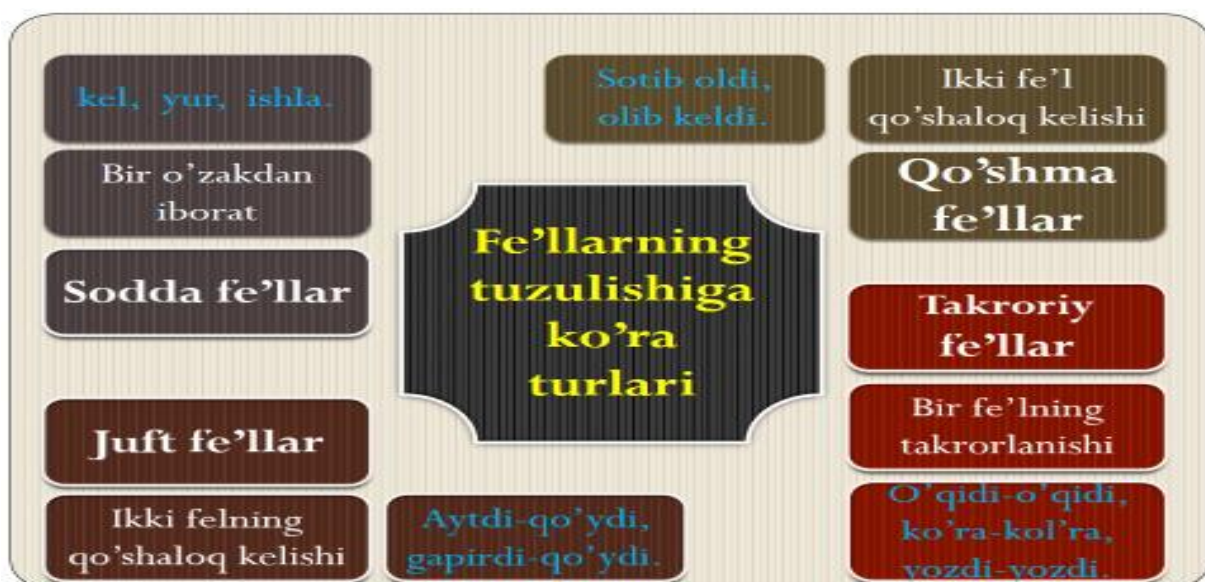 kel, yur, ishla.
Bir o'zakdan
iborat
Sodda fe'llar
Juft fe'llar
Ikki felning
qo'shaloq kelishi
Aytdi-qo'ydi,
gapirdi-qo'ydi.
Fe'llarning
tuzulishiga
ko'ra
turlari
Sotib oldi,
olib keldi.
Ikki fe'l
qo'shaloq kelishi
Qo'shma
fe'llar
Takroriy
fe'llar
Bir fe'lning
takrorlanishi
O'qidi-o'qidi,
ko'ra-kol'ra,
yozdi-yozdi.